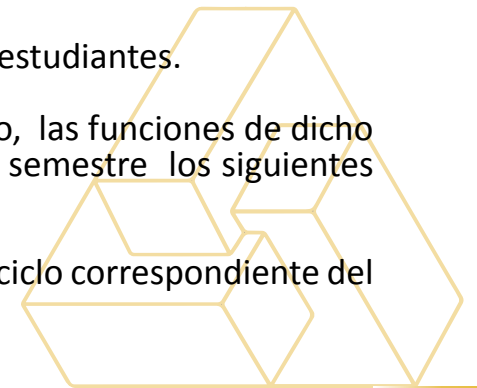 estudiantes.
o, las funciones de dicho
semestre los siguientes
ciclo correspondiente del